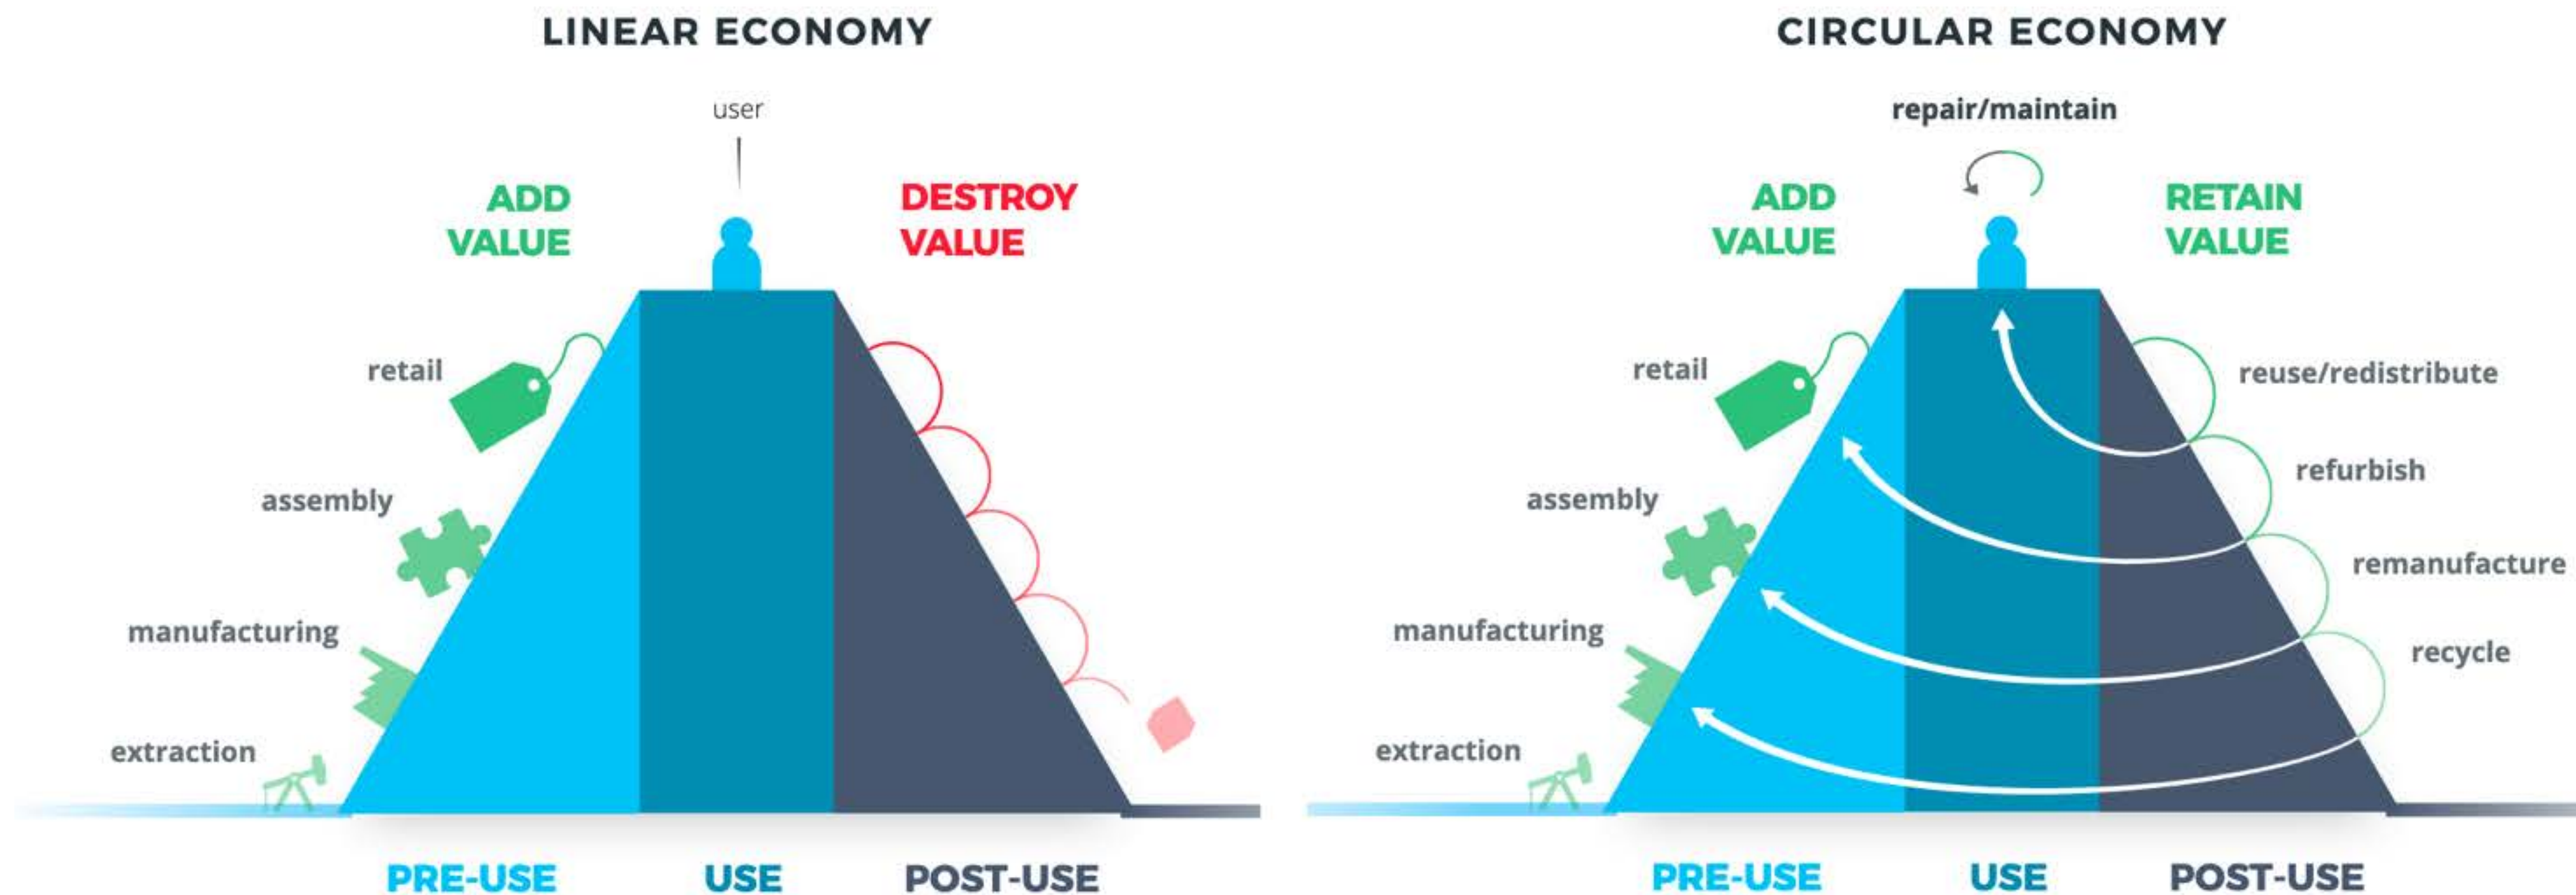 LINEAR ECONOMY
user
ADD
VALUE
DESTROY
VALUE
retail
assembly
manufacturing
extraction
PRE-USE
USE
POST-USE
CIRCULAR ECONOMY
repair/maintain
ADD
VALUE
RETAIN
VALUE
retail
reuse/redistribute
refurbish
assembly
remanufacture
manufacturing
recycle
extraction
PRE-USE
USE
POST-USE